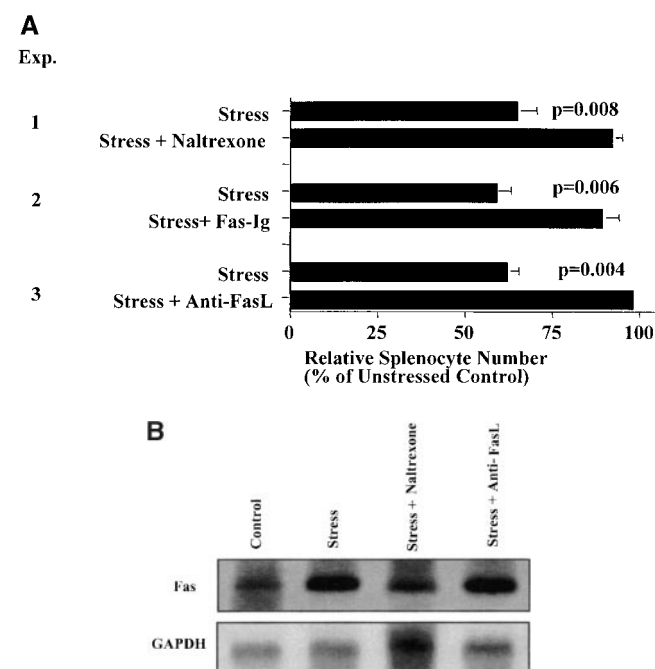 A
Exp.
1
Stress
p=0.008
Stress + Naltrexone
2
Stress
p=0.006
Stress+ Fas-Ig
3
Stress
p=0.004
Stress + Anti-FasL
0 25 50 75 100
Relative Splenocyte Number
(% of Unstressed Control)
B
Control
Stress
Stress + Naltrexone
Stress + Anti-FasL
Fas
GAPDH